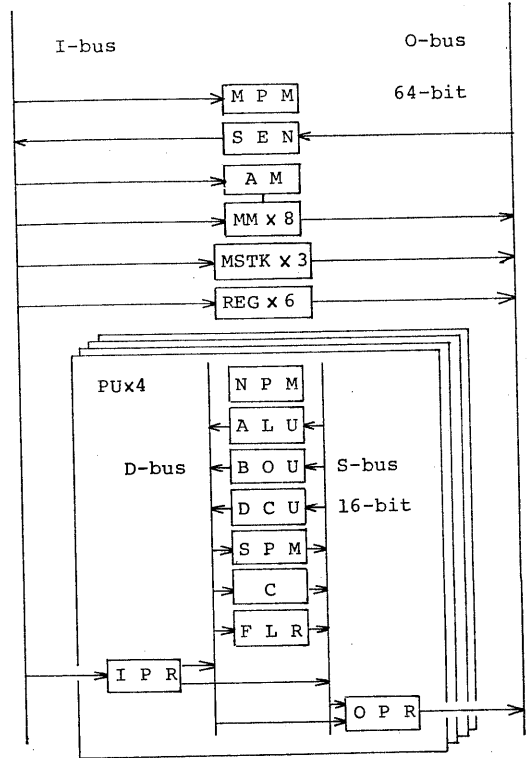 I-bus
O-bus
M P M
64-bit
S E N
A M
MM x 8
MSTK x 3
REG x 6
PUx4
N P M
A L U
D-bus
B O U
S-bus
D C U
16-bit
S P M
C
F L R
I P R
O P R